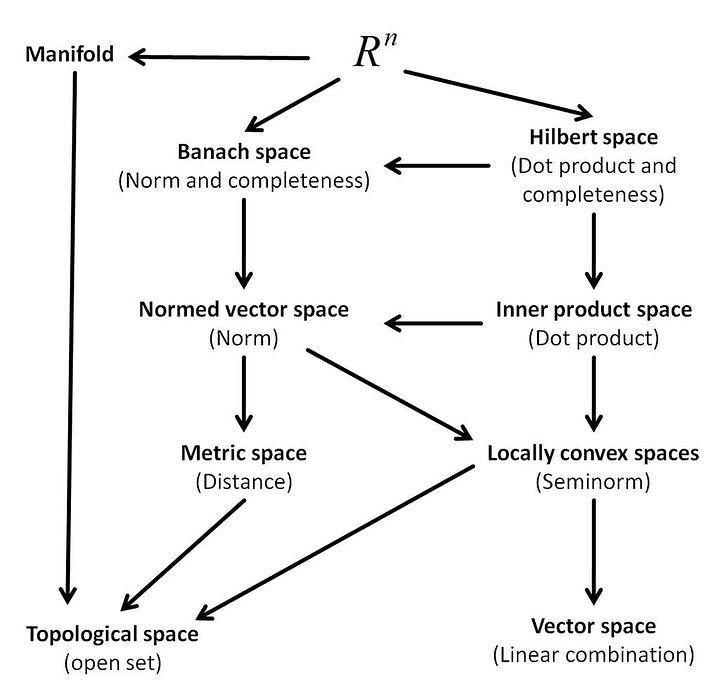 Manifold
Rⁿ
Banach space
(Norm and completeness)
Hilbert space
(Dot product and
completeness)
Normed vector space
(Norm)
Inner product space
(Dot product)
Metric space
(Distance)
Locally convex spaces
(Seminorm)
Topological space
(open set)
Vector space
(Linear combination)